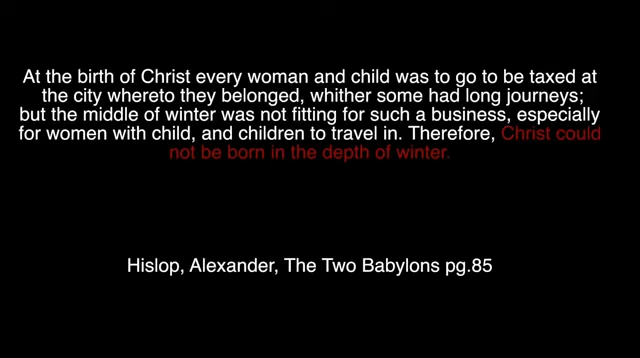 At the birth of Christ every woman and child was to go to be taxed at
the city whereto they belonged, whither some had long journeys;
but the middle of winter was not fitting for such a business, especially
for women with child, and children to travel in. Therefore, Christ could
not be born in the depth of winter.
Hislop, Alexander, The Two Babylons pg.85